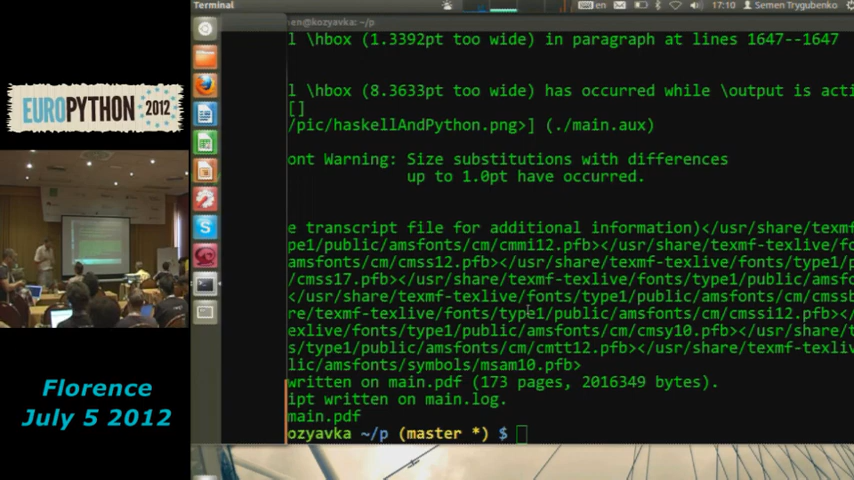 Terminal
en
17:10
Semen Trygubenko
en@kozyavka: ~/p
l \hbox (1.3392pt too wide) in paragraph at lines 1647--1647
l \hbox (8.3633pt too wide) has occurred while \output is acti
[]
/pic/haskellAndPython.png>] (./main.aux)
ont Warning: Size substitutions with differences
up to 1.0pt have occurred.
e transcript file for additional information)</usr/share/texmf-texlive/fo
pe1/public/amsfonts/cm/cmmi12.pfb></usr/share/texmf-texlive/fonts/type1/p
amsfonts/cm/cmss12.pfb></usr/share/texmf-texlive/fonts/type1/public/amsfo
/cmss17.pfb></usr/share/texmf-texlive/fonts/type1/public/amsfonts/cm/
</usr/share/texmf-texlive/fonts/type1/public/amsfonts/cm/cmssb
re/texmf-texlive/fonts/type1/public/amsfonts/cm/cmssi12.pfb></
exlive/fonts/type1/public/amsfonts/cm/cmsy10.pfb></usr/share/t
s/type1/public/amsfonts/cm/cmtt12.pfb></usr/share/texmf-texliv
lic/amsfonts/symbols/msam10.pfb>
written on main.pdf (173 pages, 2016349 bytes).
ipt written on main.log.
main.pdf
ozyavka ~/p (master *) $
EUROPYTHON 2012
Florence
July 5 2012